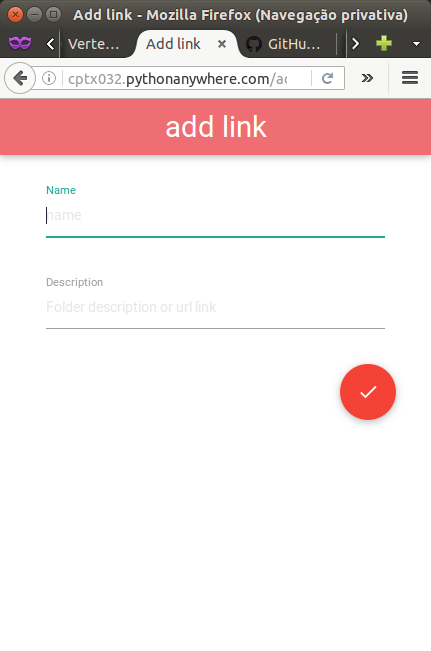 Add link - Mozilla Firefox (Navegação privativa)
Verte... Add link GitHu...
cptx032.pythonanywhere.com/ad
add link
Name
name
Description
Folder description or url link